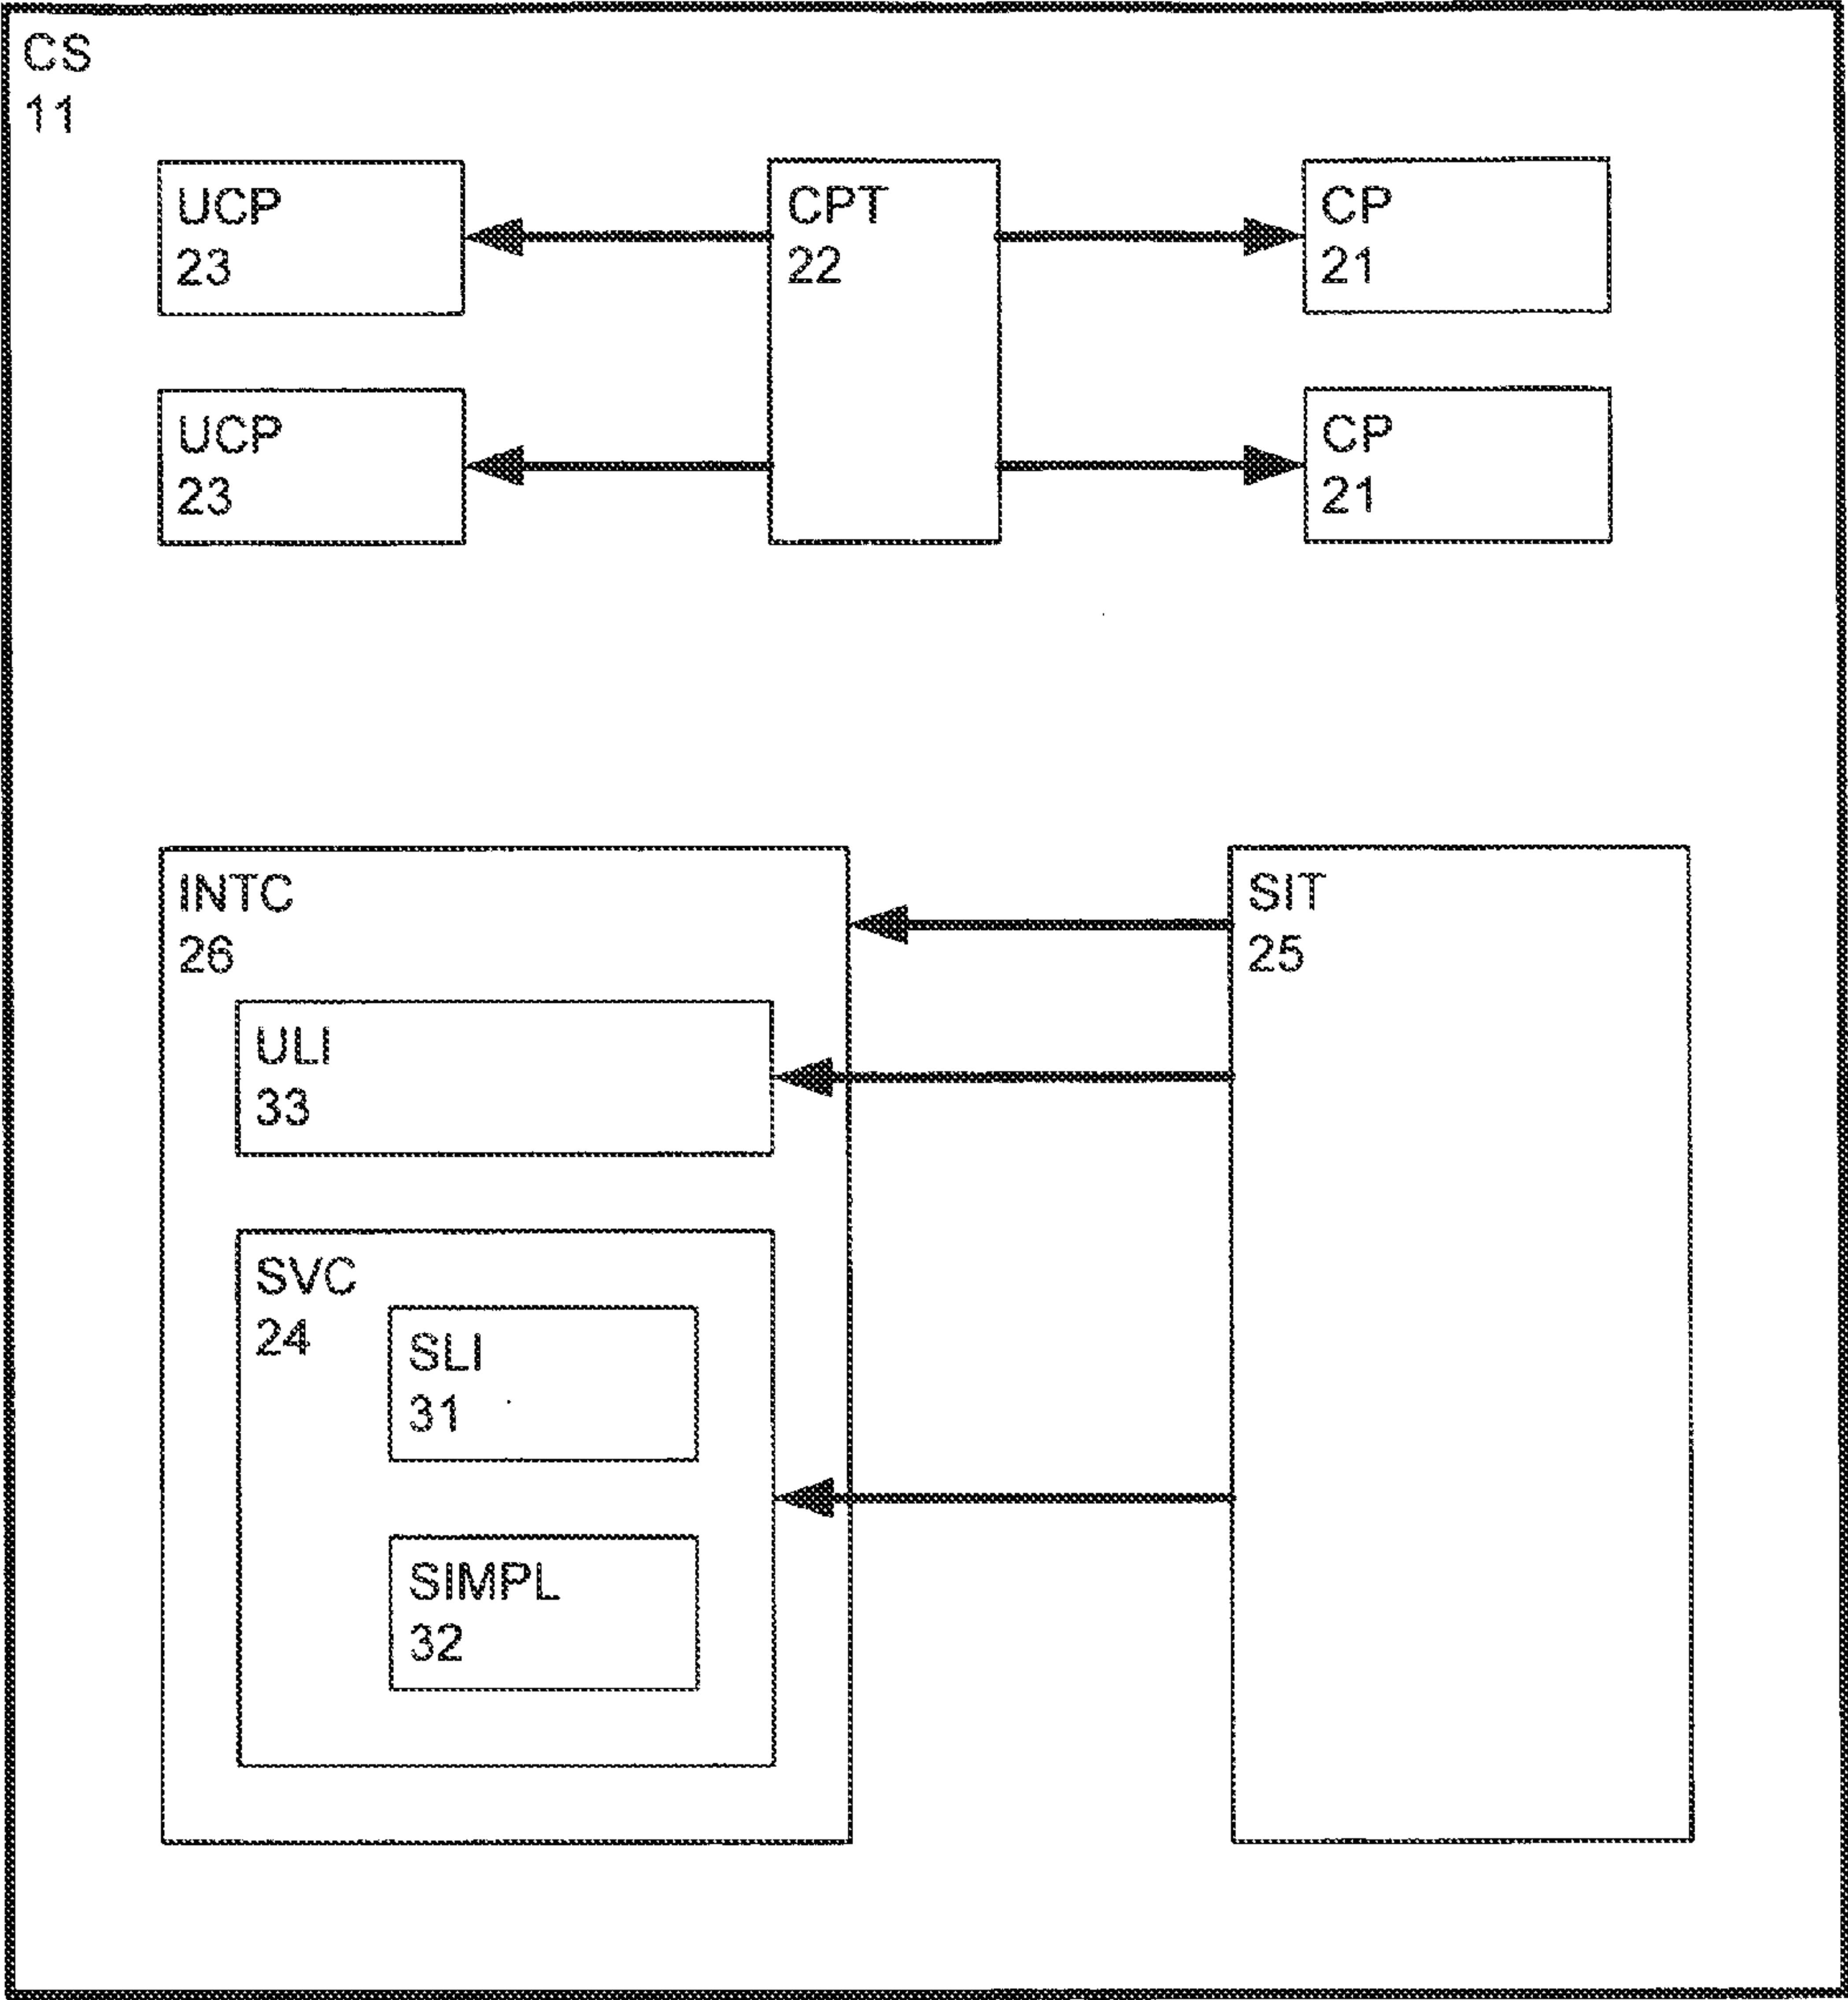 CS
11
UCP
23
CPT
22
CP
21
UCP
23
CP
21
INTC
26
SIT
25
ULI
33
SVC
24
SLI
31
SIMPL
32